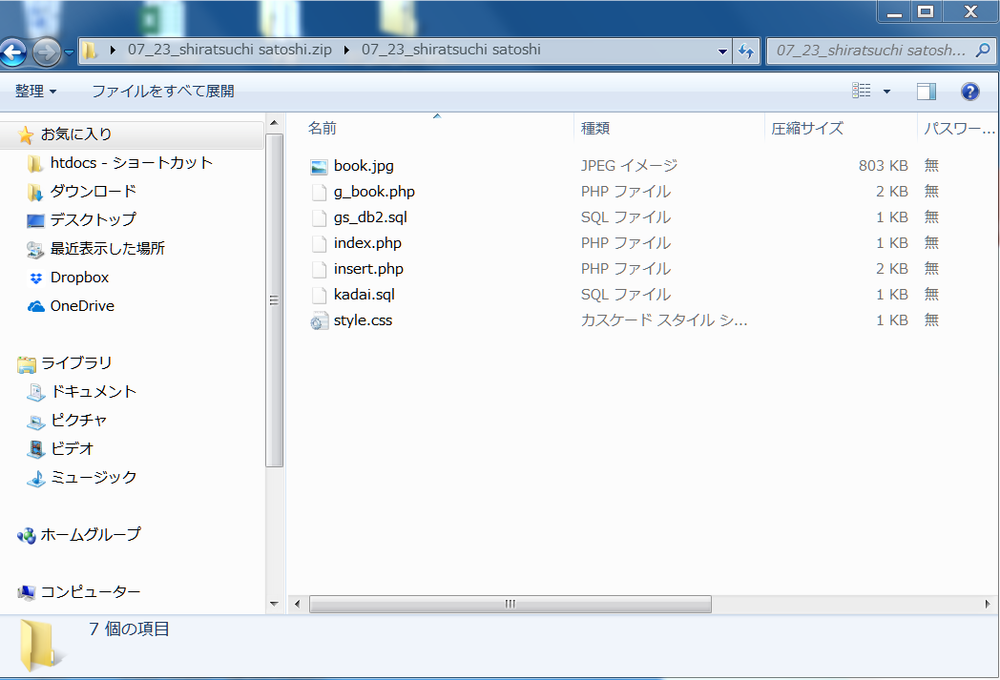 07_23_shiratsuchi satoshi.zip 07_23_shiratsuchi satoshi
07_23_shiratsuchi satosh...
整理 ファイルをすべて展開
お気に入り
htdocs - ショートカット
ダウンロード
デスクトップ
最近表示した場所
Dropbox
OneDrive
ライブラリ
ドキュメント
ピクチャ
ビデオ
ミュージック
ホームグループ
コンピューター
名前 種類 圧縮サイズ パスワー...
book.jpg JPEG イメージ 803 KB 無
g_book.php PHP ファイル 2 KB 無
gs_db2.sql SQL ファイル 1 KB 無
index.php PHP ファイル 1 KB 無
insert.php PHP ファイル 2 KB 無
kadai.sql SQL ファイル 1 KB 無
style.css カスケード スタイル シ... 1 KB 無
7 個の項目